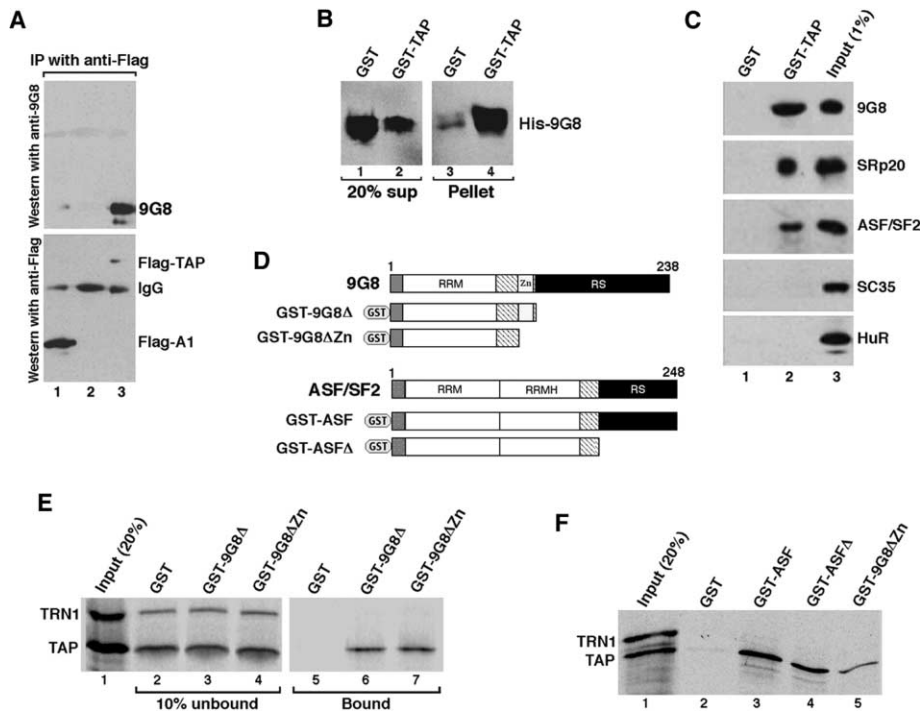 A
IP with anti-Flag
Western with anti-9G8
9G8
Western with anti-Flag
Flag-TAP
IgG
Flag-A1
1 2 3
B
GST
GST-TAP
GST
GST-TAP
His-9G8
1 2 3 4
20% sup Pellet
C
GST
GST-TAP
Input (1%)
9G8
SRp20
ASF/SF2
SC35
HuR
1 2 3
D
1 238
9G8 RRM Zn RS
GST-9G8Δ GST
GST-9G8ΔZn GST
1 248
ASF/SF2 RRM RRMH RS
GST-ASF GST
GST-ASFΔ GST
E
Input (20%)
GST
GST-9G8Δ
GST-9G8ΔZn
GST
GST-9G8Δ
GST-9G8ΔZn
TRN1
TAP
1 2 3 4 5 6 7
10% unbound Bound
F
Input (20%)
GST
GST-ASF
GST-ASFΔ
GST-9G8ΔZn
TRN1
TAP
1 2 3 4 5